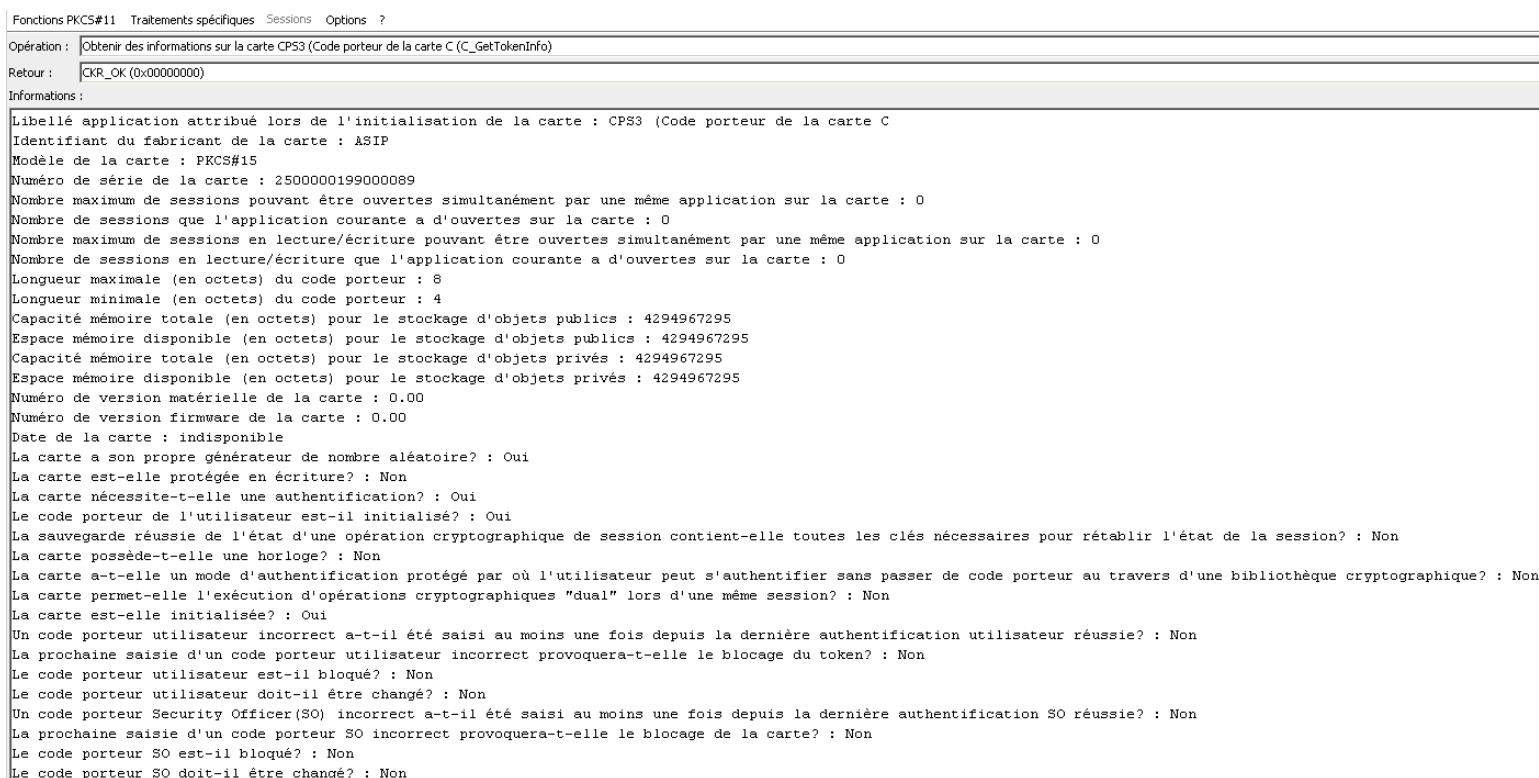 Fonctions PKCS#11 Traitements spécifiques Sessions Options ?
Opération : Obtenir des informations sur la carte CPS3 (Code porteur de la carte C (C_GetTokenInfo)
Retour : CKR_OK (0x00000000)
Informations :
Libellé application attribué lors de l'initialisation de la carte : CPS3 (Code porteur de la carte C
Identifiant du fabricant de la carte : ASIP
Modèle de la carte : PKCS#15
Numéro de série de la carte : 2500000199000089
Nombre maximum de sessions pouvant être ouvertes simultanément par une même application sur la carte : 0
Nombre de sessions que l'application courante a d'ouvertes sur la carte : 0
Nombre maximum de sessions en lecture/écriture pouvant être ouvertes simultanément par une même application sur la carte : 0
Nombre de sessions en lecture/écriture que l'application courante a d'ouvertes sur la carte : 0
Longueur maximale (en octets) du code porteur : 8
Longueur minimale (en octets) du code porteur : 4
Capacité mémoire totale (en octets) pour le stockage d'objets publics : 4294967295
Espace mémoire disponible (en octets) pour le stockage d'objets publics : 4294967295
Capacité mémoire totale (en octets) pour le stockage d'objets privés : 4294967295
Espace mémoire disponible (en octets) pour le stockage d'objets privés : 4294967295
Numéro de version matérielle de la carte : 0.00
Numéro de version firmware de la carte : 0.00
Date de la carte : indisponible
La carte a son propre générateur de nombre aléatoire? : Oui
La carte est-elle protégée en écriture? : Non
La carte nécessite-t-elle une authentification? : Oui
Le code porteur de l'utilisateur est-il initialisé? : Oui
La sauvegarde réussie de l'état d'une opération cryptographique de session contient-elle toutes les clés nécessaires pour rétablir l'état de la session? : Non
La carte possède-t-elle une horloge? : Non
La carte a-t-elle un mode d'authentification protégé par où l'utilisateur peut s'authentifier sans passer de code porteur au travers d'une bibliothèque cryptographique? : Non
La carte permet-elle l'exécution d'opérations cryptographiques "dual" lors d'une même session? : Non
La carte est-elle initialisée? : Oui
Un code porteur utilisateur incorrect a-t-il été saisi au moins une fois depuis la dernière authentification utilisateur réussie? : Non
La prochaine saisie d'un code porteur utilisateur incorrect provoquera-t-elle le blocage du token? : Non
Le code porteur utilisateur est-il bloqué? : Non
Le code porteur utilisateur doit-il être changé? : Non
Un code porteur Security Officer(SO) incorrect a-t-il été saisi au moins une fois depuis la dernière authentification SO réussie? : Non
La prochaine saisie d'un code porteur SO incorrect provoquera-t-elle le blocage de la carte? : Non
Le code porteur SO est-il bloqué? : Non
Le code porteur SO doit-il être changé? : Non